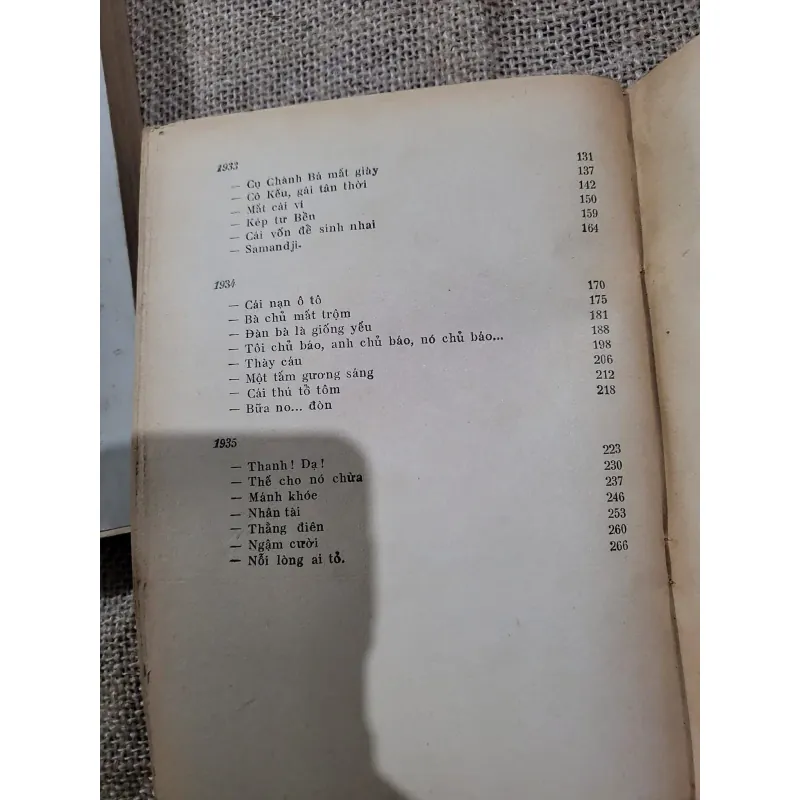 1933
— Cụ Chánh Bá mất giày 131
— Cô Kếu, gái tân thời 137
— Mất cái ví 142
— Kép tư Bền 150
— Cái vốn để sinh nhai 159
— Samandji. 164
1934
— Cái nạn ô tô 170
— Bà chủ mất trộm 175
— Đàn bà là giống yếu 181
— Tôi chủ báo, anh chủ báo, nó chủ báo... 188
— Thày cáu 198
— Một tấm gương sáng 206
— Cái thú tổ tôm 212
— Bữa no... đòn 218
1935
— Thanh! Dạ! 223
— Thế cho nó chừa 230
— Mánh khóe 237
— Nhân tài 246
— Thằng điên 253
— Ngậm cười 260
— Nỗi lòng ai tỏ. 266